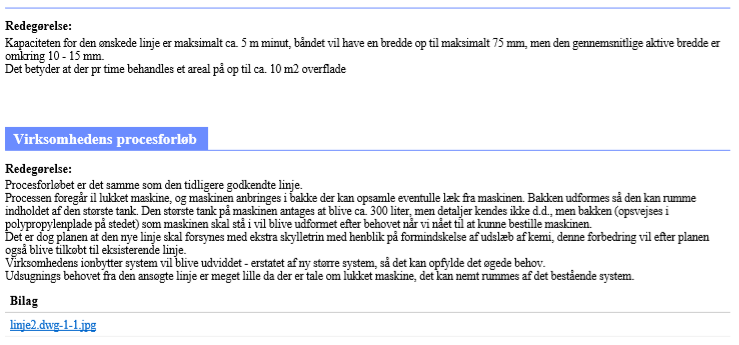 Redegørelse:
Kapaciteten for den ønskede linje er maksimalt ca. 5 m minut, båndet vil have en bredde op til maksimalt 75 mm, men den gennemsnitlige aktive bredde er
omkring 10 - 15 mm.
Det betyder at der pr time behandles et areal på op til ca. 10 m2 overflade
Virksomhedens procesforløb
Redegørelse:
Procesforløbet er det samme som den tidligere godkendte linje.
Processen foregår il lukket maskine, og maskinen anbringes i bakke der kan opsamle eventulle læk fra maskinen. Bakken udformes så den kan rumme
indholdet af den største tank. Den største tank på maskinen antages at blive ca. 300 liter, men detaljer kendes ikke d.d., men bakken (opsvejses i
polypropylenplade på stedet) som maskinen skal stå i vil blive udformet efter behovet når vi nået til at kunne bestille maskinen.
Det er dog planen at den nye linje skal forsynes med ekstra skylletrin med henblik på formindskelse af udslæb af kemi, denne forbedring vil efter planen
også blive tilkøbt til eksisterende linje.
Virksomhedens ionbytter system vil blive udviddet - erstatet af ny større system, så det kan opfylde det øgede behov.
Udsugnings behovet fra den ansøgte linje er meget lille da der er tale om lukket maskine, det kan nemt rummes af det bestående system.
Bilag
linje2.dwg-1-1.jpg